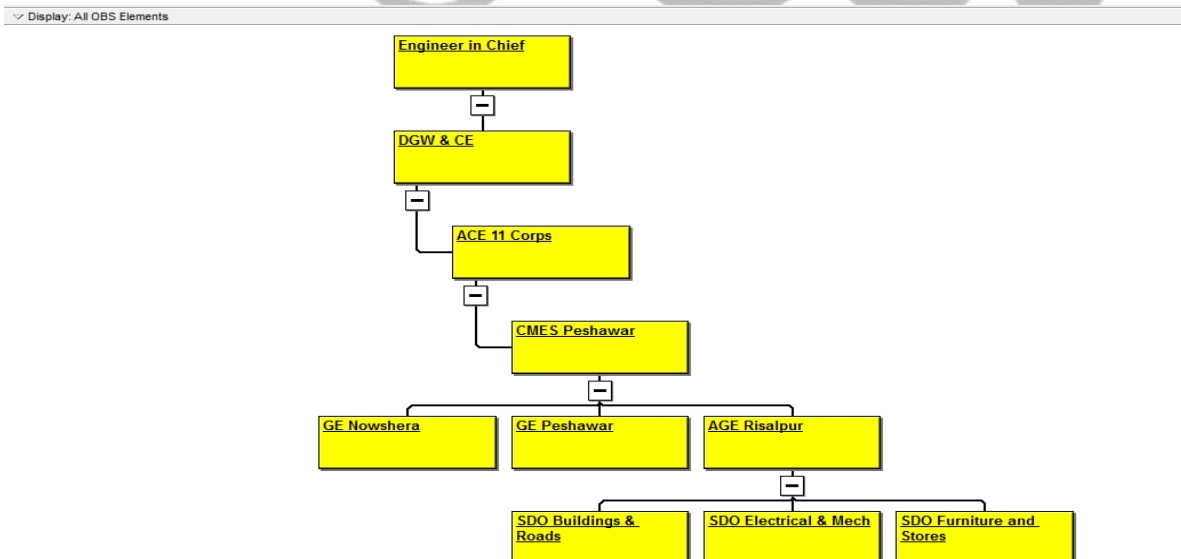 Display: All OBS Elements
Engineer in Chief
DGW & CE
ACE 11 Corps
CMES Peshawar
GE Nowshera
GE Peshawar
AGE Risalpur
SDO Buildings &
Roads
SDO Electrical & Mech
SDO Furniture and
Stores